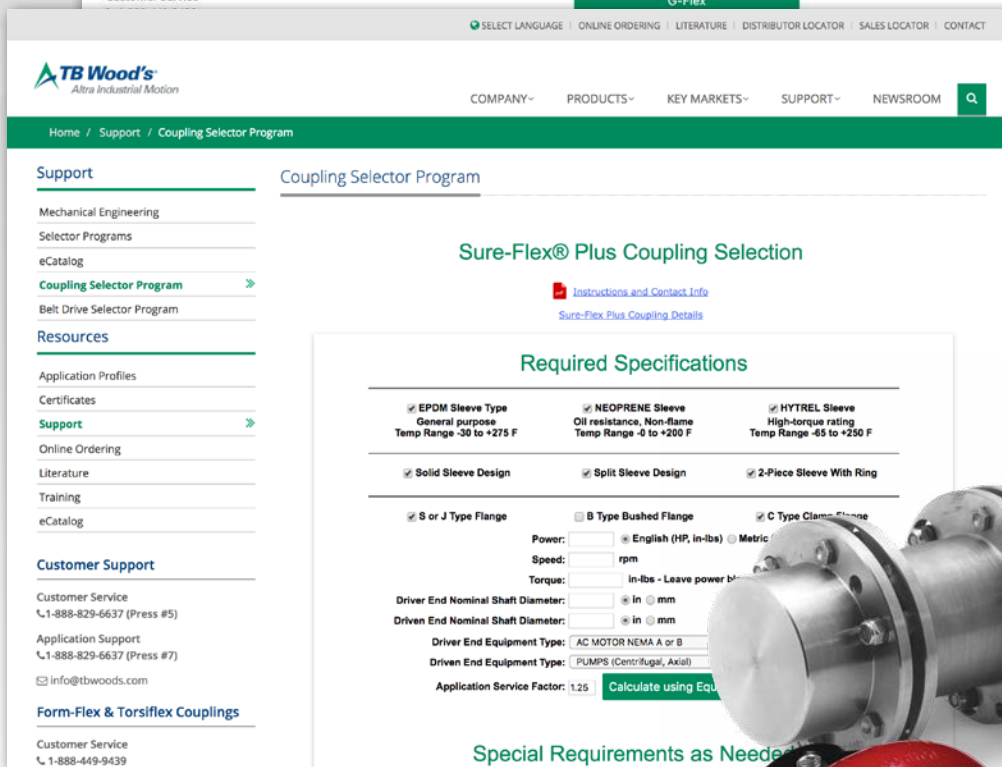 G-Flex
SELECT LANGUAGE | ONLINE ORDERING | LITERATURE | DISTRIBUTOR LOCATOR | SALES LOCATOR | CONTACT
TB Wood's
Altra Industrial Motion
COMPANY PRODUCTS KEY MARKETS SUPPORT NEWSROOM
Home / Support / Coupling Selector Program
Support
Mechanical Engineering
Selector Programs
eCatalog
Coupling Selector Program
Belt Drive Selector Program
Resources
Application Profiles
Certificates
Support
Online Ordering
Literature
Training
eCatalog
Customer Support
Customer Service
1-888-829-6637 (Press #5)
Application Support
1-888-829-6637 (Press #7)
info@tbwoods.com
Form-Flex & Torsiflex Couplings
Customer Service
1-888-449-9439
Coupling Selector Program
Sure-Flex® Plus Coupling Selection
Instructions and Contact Info
Sure-Flex Plus Coupling Details
Required Specifications
EPDM Sleeve Type NEOPRENE Sleeve HYTREL Sleeve
General purpose Oil resistance, Non-flame High-torque rating
Temp Range -30 to +275 F Temp Range -0 to +200 F Temp Range -65 to +250 F
Solid Sleeve Design Split Sleeve Design 2-Piece Sleeve With Ring
S or J Type Flange B Type Bushed Flange C Type Clamp Flange
Power: English (HP, in-lbs) Metric
Speed: rpm
Torque: in-lbs - Leave power
Driver End Nominal Shaft Diameter: in mm
Driven End Nominal Shaft Diameter: in mm
Driver End Equipment Type: AC MOTOR NEMA A or B
Driven End Equipment Type: PUMPS (Centrifugal, Axial)
Application Service Factor: 1.25 Calculate using Equ
Special Requirements as Needed